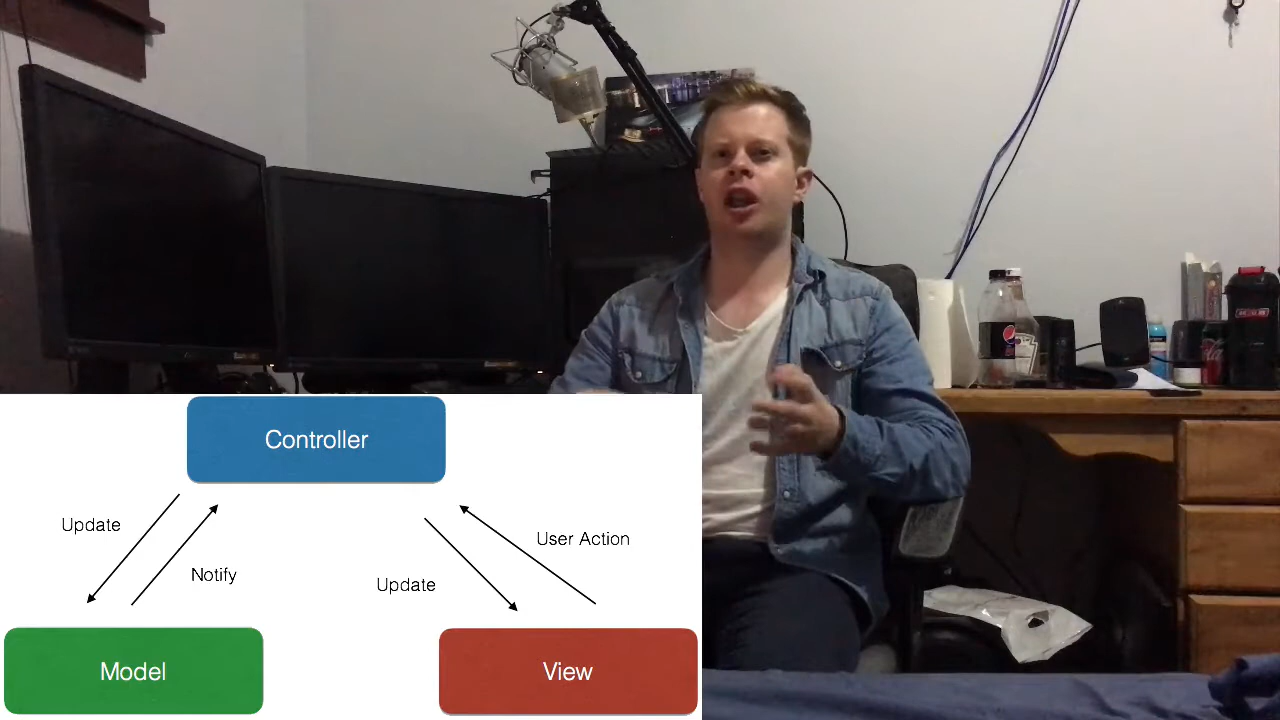 Controller
Update
User Action
Notify
Update
Model
View